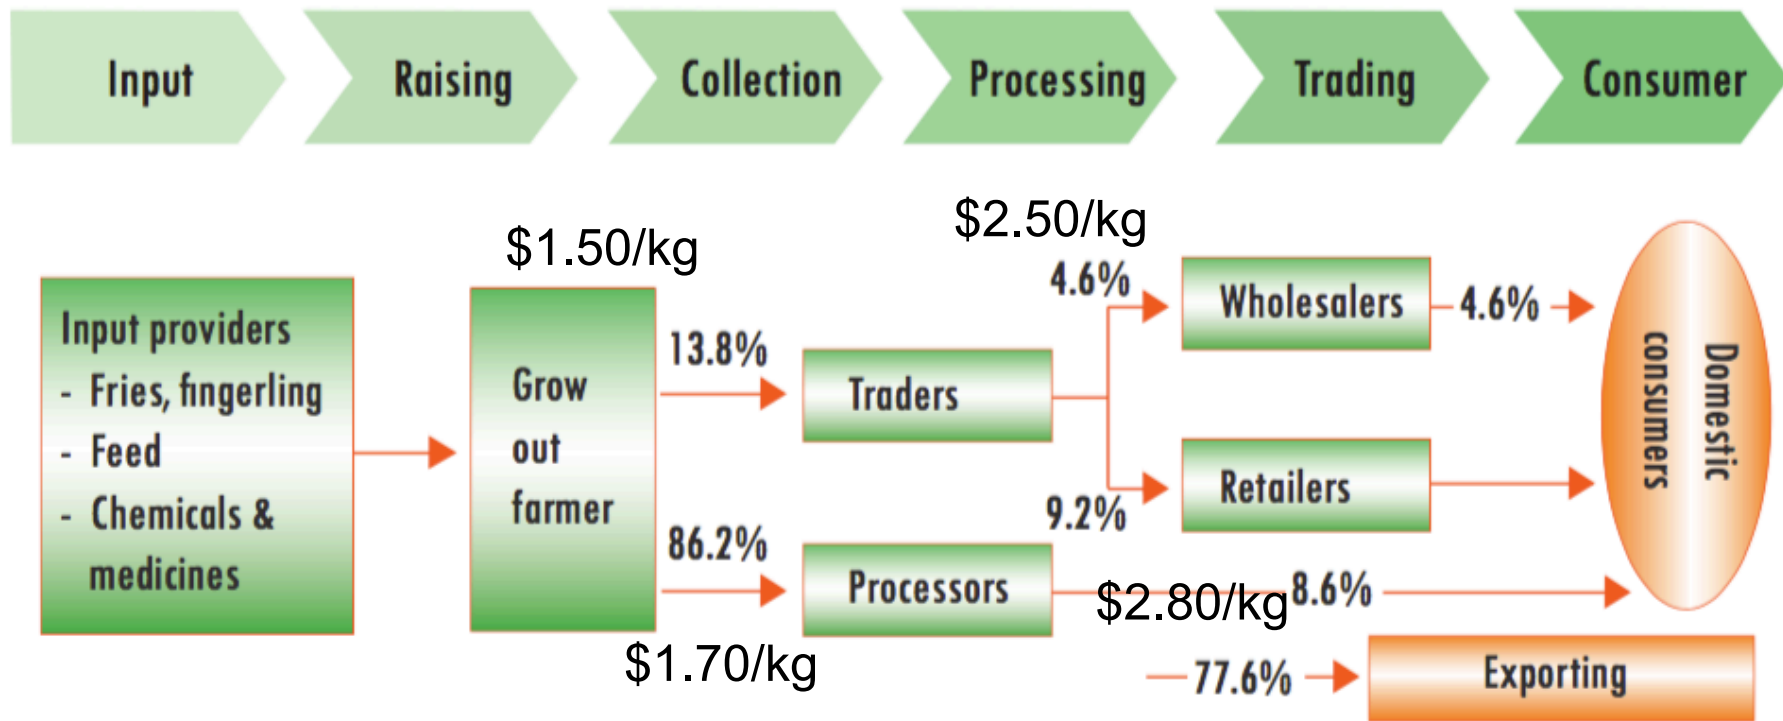 Input
Raising
Collection
Processing
Trading
Consumer
$1.50/kg
$2.50/kg
Input providers
- Fries, fingerling
- Feed
- Chemicals &
medicines
Grow
out
farmer
13.8%
86.2%
$1.70/kg
Traders
Processors
4.6%
9.2%
Wholesalers
4.6%
Retailers
$2.80/kg
8.6%
Domestic
consumers
77.6%
Exporting